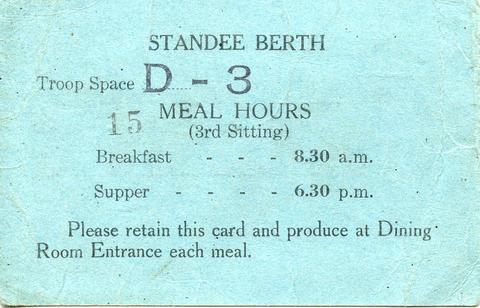 STANDEE BERTH
Troop Space D - 3
15 MEAL HOURS
(3rd Sitting)
Breakfast - - - 8.30 a.m.
Supper - - - - 6.30 p.m.
Please retain this card and produce at Dining
Room Entrance each meal.